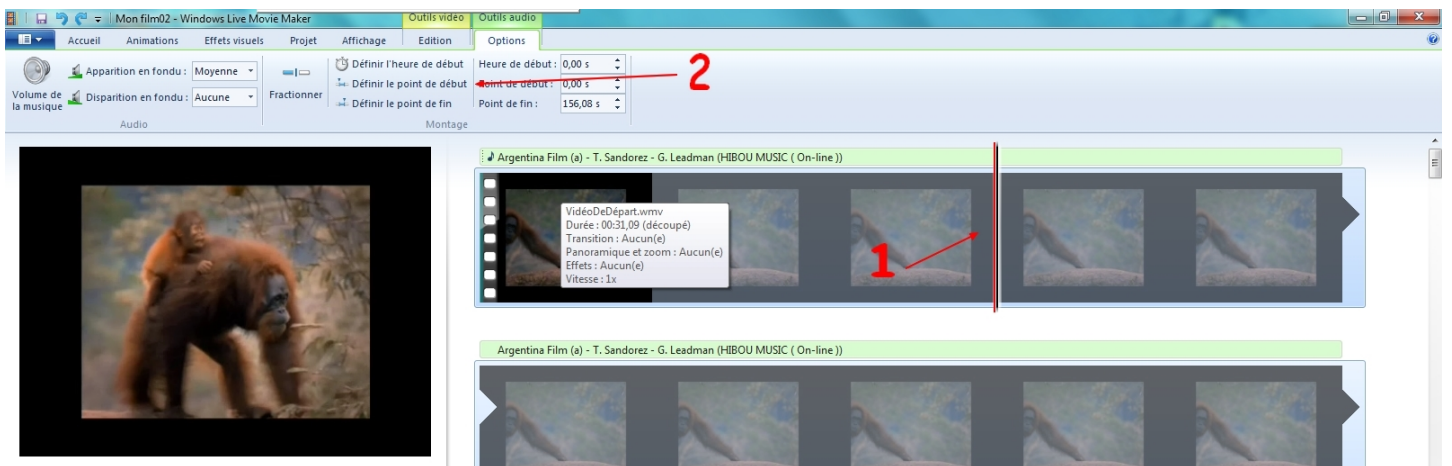 Mon film02 - Windows Live Movie Maker
Outils vidéo
Outils audio
Accueil
Animations
Effets visuels
Projet
Affichage
Edition
Options
Volume de
la musique
Apparition en fondu : Moyenne
Disparition en fondu : Aucune
Audio
Fractionner
Définir l'heure de début
Définir le point de début
Définir le point de fin
Heure de début : 0,00 s
Point de début : 0,00 s
Point de fin : 156,08 s
Montage
2
Argentina Film (a) - T. Sandorez - G. Leadman (HIBOU MUSIC ( On-line ))
VidéoDeDépart.wmv
Durée : 00:31,09 (découpé)
Transition : Aucun(e)
Panoramique et zoom : Aucun(e)
Effets : Aucun(e)
Vitesse : 1x
1
Argentina Film (a) - T. Sandorez - G. Leadman (HIBOU MUSIC ( On-line ))